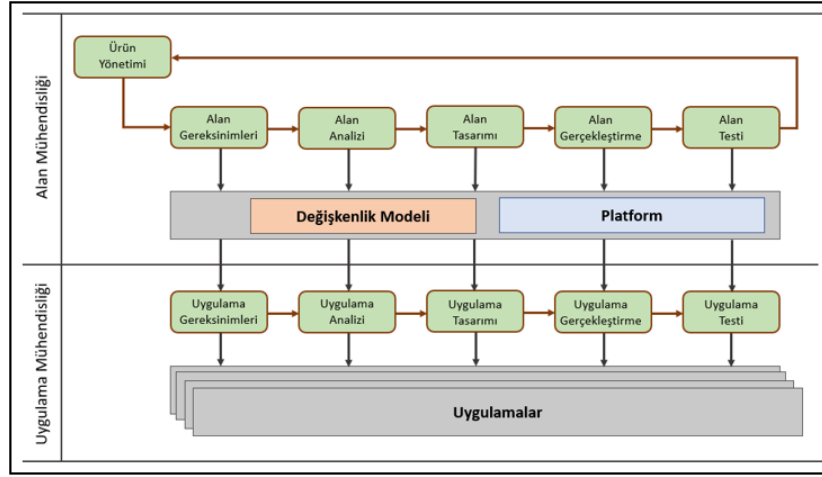 Alan Mühendisliği
Ürün
Yönetimi
Alan
Gereksinimleri
Alan
Analizi
Alan
Tasarımı
Alan
Gerçekleştirme
Alan
Testi
Değişkenlik Modeli
Platform
Uygulama Mühendisliği
Uygulama
Gereksinimleri
Uygulama
Analizi
Uygulama
Tasarımı
Uygulama
Gerçekleştirme
Uygulama
Testi
Uygulamalar